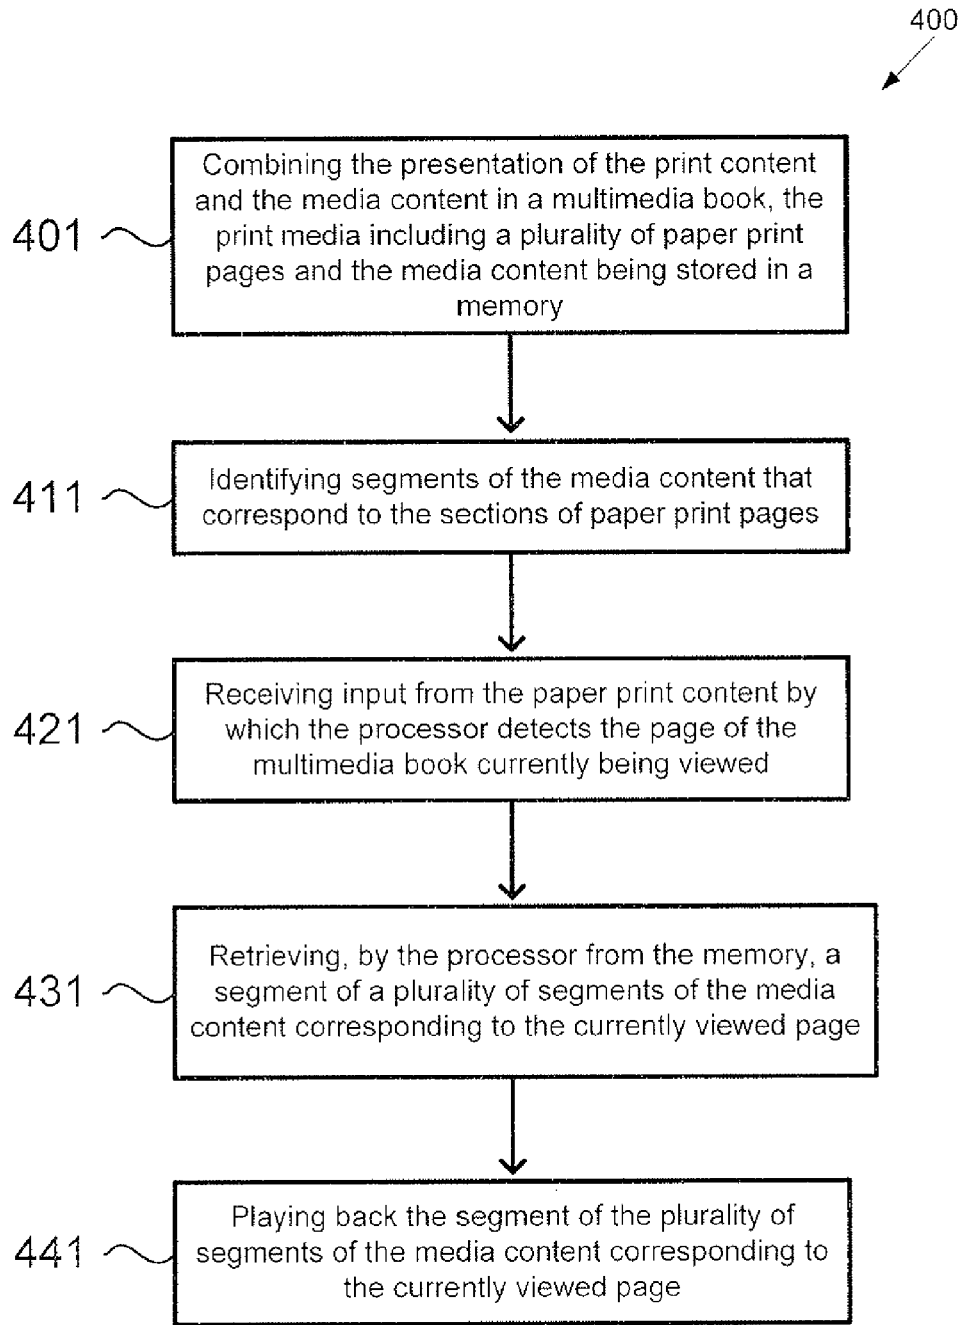 400
Combining the presentation of the print content
and the media content in a multimedia book, the
print media including a plurality of paper print
pages and the media content being stored in a
memory
401
Identifying segments of the media content that
correspond to the sections of paper print pages
411
Receiving input from the paper print content by
which the processor detects the page of the
multimedia book currently being viewed
421
Retrieving, by the processor from the memory, a
segment of a plurality of segments of the media
content corresponding to the currently viewed page
431
Playing back the segment of the plurality of
segments of the media content corresponding to
the currently viewed page
441